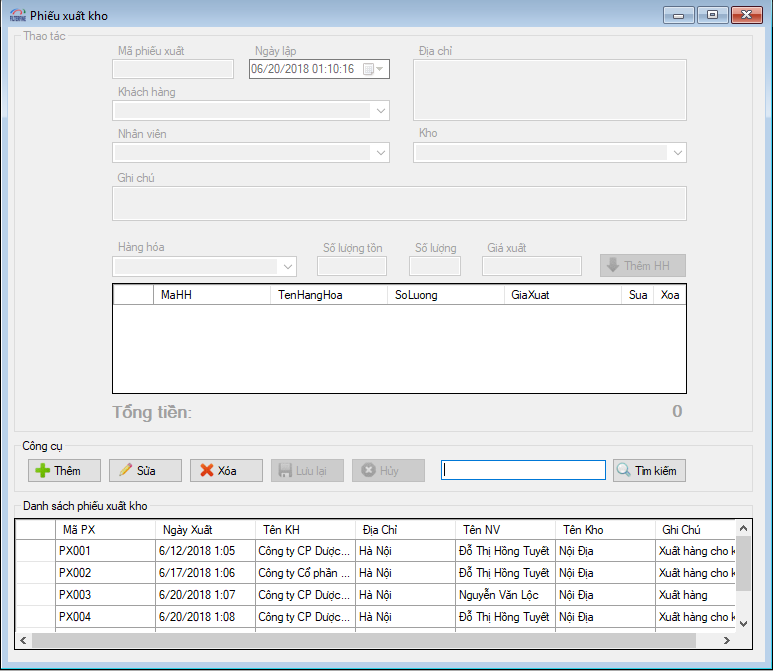 Phiếu xuất kho
Thao tác
Mã phiếu xuất
Ngày lập
Địa chỉ
06/20/2018 01:10:16
Khách hàng
Nhân viên
Kho
Ghi chú
Hàng hóa
Số lượng tồn
Số lượng
Giá xuất
Thêm HH
MaHH TenHangHoa SoLuong GiaXuat Sua Xoa
Tổng tiền: 0
Công cụ
Thêm Sửa Xóa Lưu lại Hủy Tìm kiếm
Danh sách phiếu xuất kho
Mã PX Ngày Xuất Tên KH Địa Chỉ Tên NV Tên Kho Ghi Chú
PX001 6/12/2018 1:05 Công ty CP Dược... Hà Nội Đỗ Thị Hồng Tuyết Nội Địa Xuất hàng cho k
PX002 6/17/2018 1:06 Công ty Cổ phần ... Hà Nội Đỗ Thị Hồng Tuyết Nội Địa Xuất hàng cho k
PX003 6/20/2018 1:07 Công ty CP Dược... Hà Nội Nguyễn Văn Lộc Nội Địa Xuất hàng
PX004 6/20/2018 1:08 Công ty CP Dược... Hà Nội Đỗ Thị Hồng Tuyết Nội Địa Xuất hàng cho k